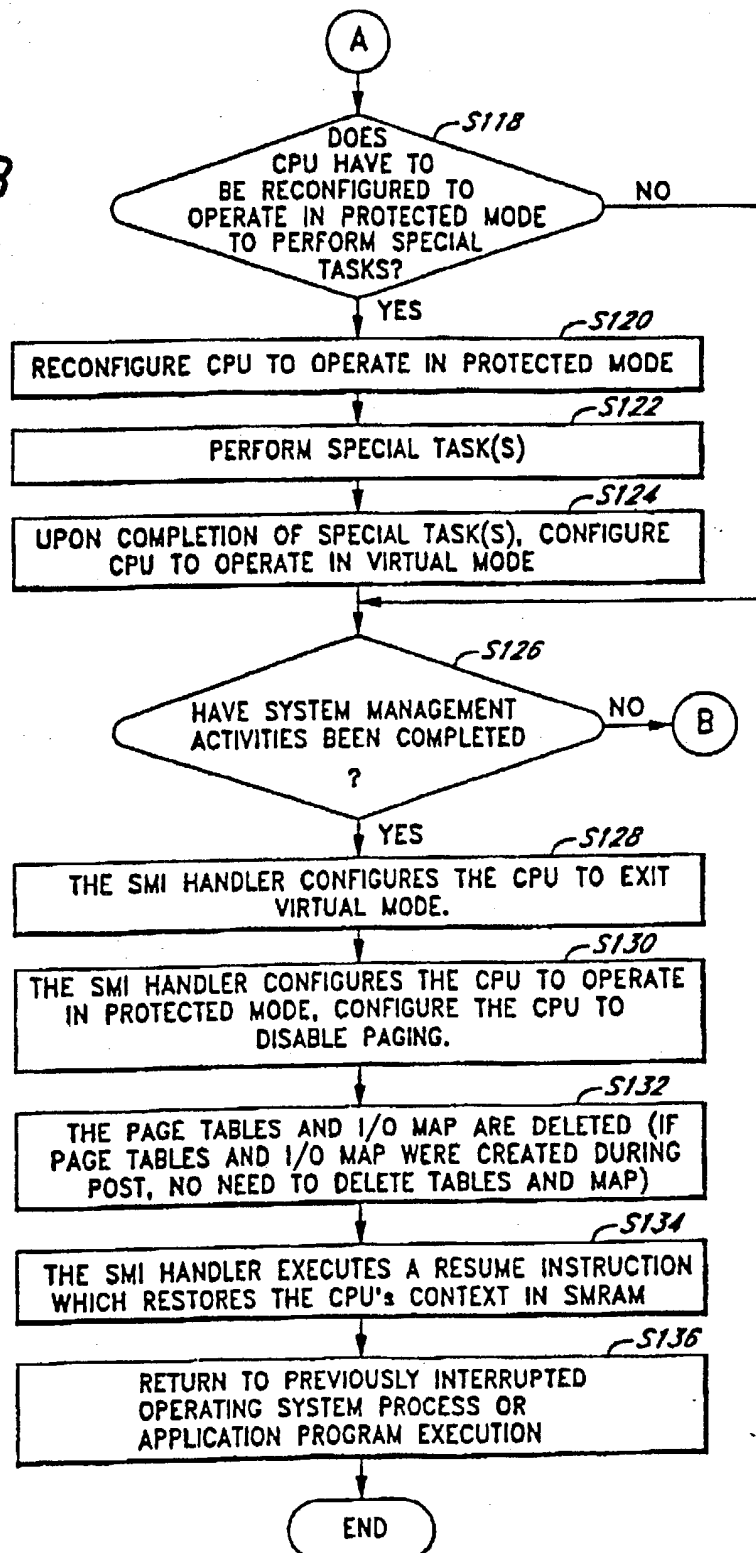 A
S118
DOES
CPU HAVE TO
BE RECONFIGURED TO
OPERATE IN PROTECTED MODE
TO PERFORM SPECIAL
TASKS?
NO
YES
S120
RECONFIGURE CPU TO OPERATE IN PROTECTED MODE
S122
PERFORM SPECIAL TASK(S)
S124
UPON COMPLETION OF SPECIAL TASK(S), CONFIGURE
CPU TO OPERATE IN VIRTUAL MODE
S126
HAVE SYSTEM MANAGEMENT
ACTIVITIES BEEN COMPLETED
?
NO
B
YES
S128
THE SMI HANDLER CONFIGURES THE CPU TO EXIT
VIRTUAL MODE.
S130
THE SMI HANDLER CONFIGURES THE CPU TO OPERATE
IN PROTECTED MODE, CONFIGURE THE CPU TO
DISABLE PAGING.
S132
THE PAGE TABLES AND I/O MAP ARE DELETED (IF
PAGE TABLES AND I/O MAP WERE CREATED DURING
POST, NO NEED TO DELETE TABLES AND MAP)
S134
THE SMI HANDLER EXECUTES A RESUME INSTRUCTION
WHICH RESTORES THE CPU's CONTEXT IN SMRAM
S136
RETURN TO PREVIOUSLY INTERRUPTED
OPERATING SYSTEM PROCESS OR
APPLICATION PROGRAM EXECUTION
END